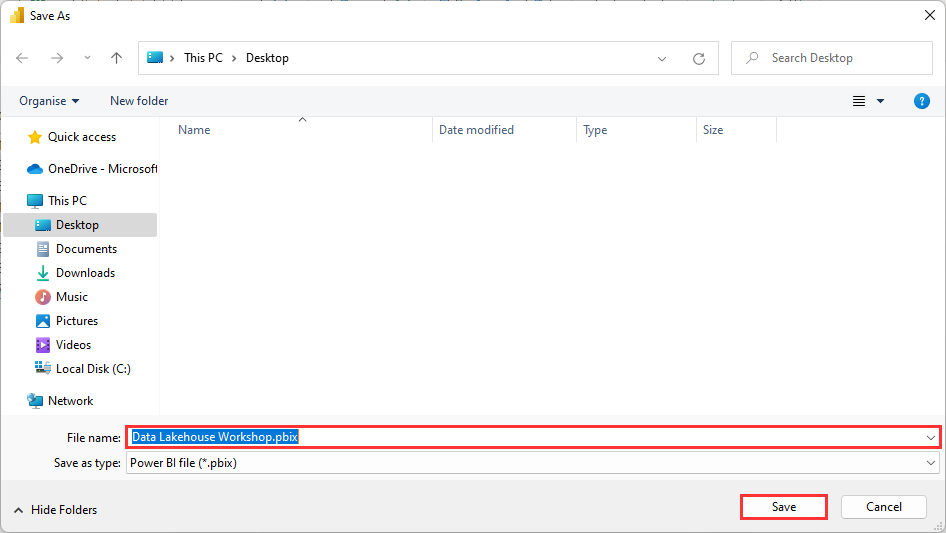 Save As
This PC > Desktop
Search Desktop
Organise
New folder
?
Name
Date modified
Type
Size
Quick access
OneDrive - Microsoft
This PC
Desktop
Documents
Downloads
Music
Pictures
Videos
Local Disk (C:)
Network
File name: Data Lakehouse Workshop.pbix
Save as type: Power BI file (*.pbix)
Hide Folders
Save
Cancel